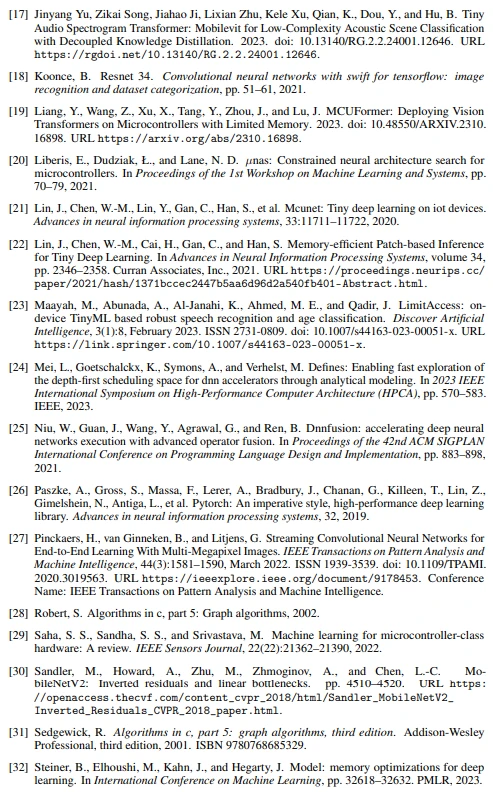 [17] Jinyang Yu, Zikai Song, Jiahao Ji, Lixian Zhu, Kele Xu, Qian, K., Dou, Y., and Hu, B. Tiny
Audio Spectrogram Transformer: Mobilevit for Low-Complexity Acoustic Scene Classification
with Decoupled Knowledge Distillation. 2023. doi: 10.13140/RG.2.2.24001.12646. URL
https://rgdoi.net/10.13140/RG.2.2.24001.12646.
[18] Koonce, B. Resnet 34. Convolutional neural networks with swift for tensorflow: image
recognition and dataset categorization, pp. 51–61, 2021.
[19] Liang, Y., Wang, Z., Xu, X., Tang, Y., Zhou, J., and Lu, J. MCUFormer: Deploying Vision
Transformers on Microcontrollers with Limited Memory. 2023. doi: 10.48550/ARXIV.2310.
16898. URL https://arxiv.org/abs/2310.16898.
[20] Liberis, E., Dudziak, Ł., and Lane, N. D. μnas: Constrained neural architecture search for
microcontrollers. In Proceedings of the 1st Workshop on Machine Learning and Systems, pp.
70–79, 2021.
[21] Lin, J., Chen, W.-M., Lin, Y., Gan, C., Han, S., et al. Mcunet: Tiny deep learning on iot devices.
Advances in neural information processing systems, 33:11711–11722, 2020.
[22] Lin, J., Chen, W.-M., Cai, H., Gan, C., and Han, S. Memory-efficient Patch-based Inference
for Tiny Deep Learning. In Advances in Neural Information Processing Systems, volume 34,
pp. 2346–2358. Curran Associates, Inc., 2021. URL https://proceedings.neurips.cc/
paper/2021/hash/1371bccec2447b5aa6d96d2a540fb401-Abstract.html.
[23] Maayah, M., Abunada, A., Al-Janahi, K., Ahmed, M. E., and Qadir, J. LimitAccess: on-
device TinyML based robust speech recognition and age classification. Discover Artificial
Intelligence, 3(1):8, February 2023. ISSN 2731-0809. doi: 10.1007/s44163-023-00051-x. URL
https://link.springer.com/10.1007/s44163-023-00051-x.
[24] Mei, L., Goetschalckx, K., Symons, A., and Verhelst, M. Defines: Enabling fast exploration of
the depth-first scheduling space for dnn accelerators through analytical modeling. In 2023 IEEE
International Symposium on High-Performance Computer Architecture (HPCA), pp. 570–583.
IEEE, 2023.
[25] Niu, W., Guan, J., Wang, Y., Agrawal, G., and Ren, B. Dnnfusion: accelerating deep neural
networks execution with advanced operator fusion. In Proceedings of the 42nd ACM SIGPLAN
International Conference on Programming Language Design and Implementation, pp. 883–898,
2021.
[26] Paszke, A., Gross, S., Massa, F., Lerer, A., Bradbury, J., Chanan, G., Killeen, T., Lin, Z.,
Gimelshein, N., Antiga, L., et al. Pytorch: An imperative style, high-performance deep learning
library. Advances in neural information processing systems, 32, 2019.
[27] Pinckaers, H., van Ginneken, B., and Litjens, G. Streaming Convolutional Neural Networks for
End-to-End Learning With Multi-Megapixel Images. IEEE Transactions on Pattern Analysis and
Machine Intelligence, 44(3):1581–1590, March 2022. ISSN 1939-3539. doi: 10.1109/TPAMI.
2020.3019563. URL https://ieeexplore.ieee.org/document/9178453. Conference
Name: IEEE Transactions on Pattern Analysis and Machine Intelligence.
[28] Robert, S. Algorithms in c, part 5: Graph algorithms, 2002.
[29] Saha, S. S., Sandha, S. S., and Srivastava, M. Machine learning for microcontroller-class
hardware: A review. IEEE Sensors Journal, 22(22):21362–21390, 2022.
[30] Sandler, M., Howard, A., Zhu, M., Zhmoginov, A., and Chen, L.-C. Mo-
bileNetV2: Inverted residuals and linear bottlenecks. pp. 4510–4520. URL https:
//openaccess.thecvf.com/content_cvpr_2018/html/Sandler_MobileNetV2_
Inverted_Residuals_CVPR_2018_paper.html.
[31] Sedgewick, R. Algorithms in c, part 5: graph algorithms, third edition. Addison-Wesley
Professional, third edition, 2001. ISBN 9780768685329.
[32] Steiner, B., Elhoushi, M., Kahn, J., and Hegarty, J. Model: memory optimizations for deep
learning. In International Conference on Machine Learning, pp. 32618–32632. PMLR, 2023.